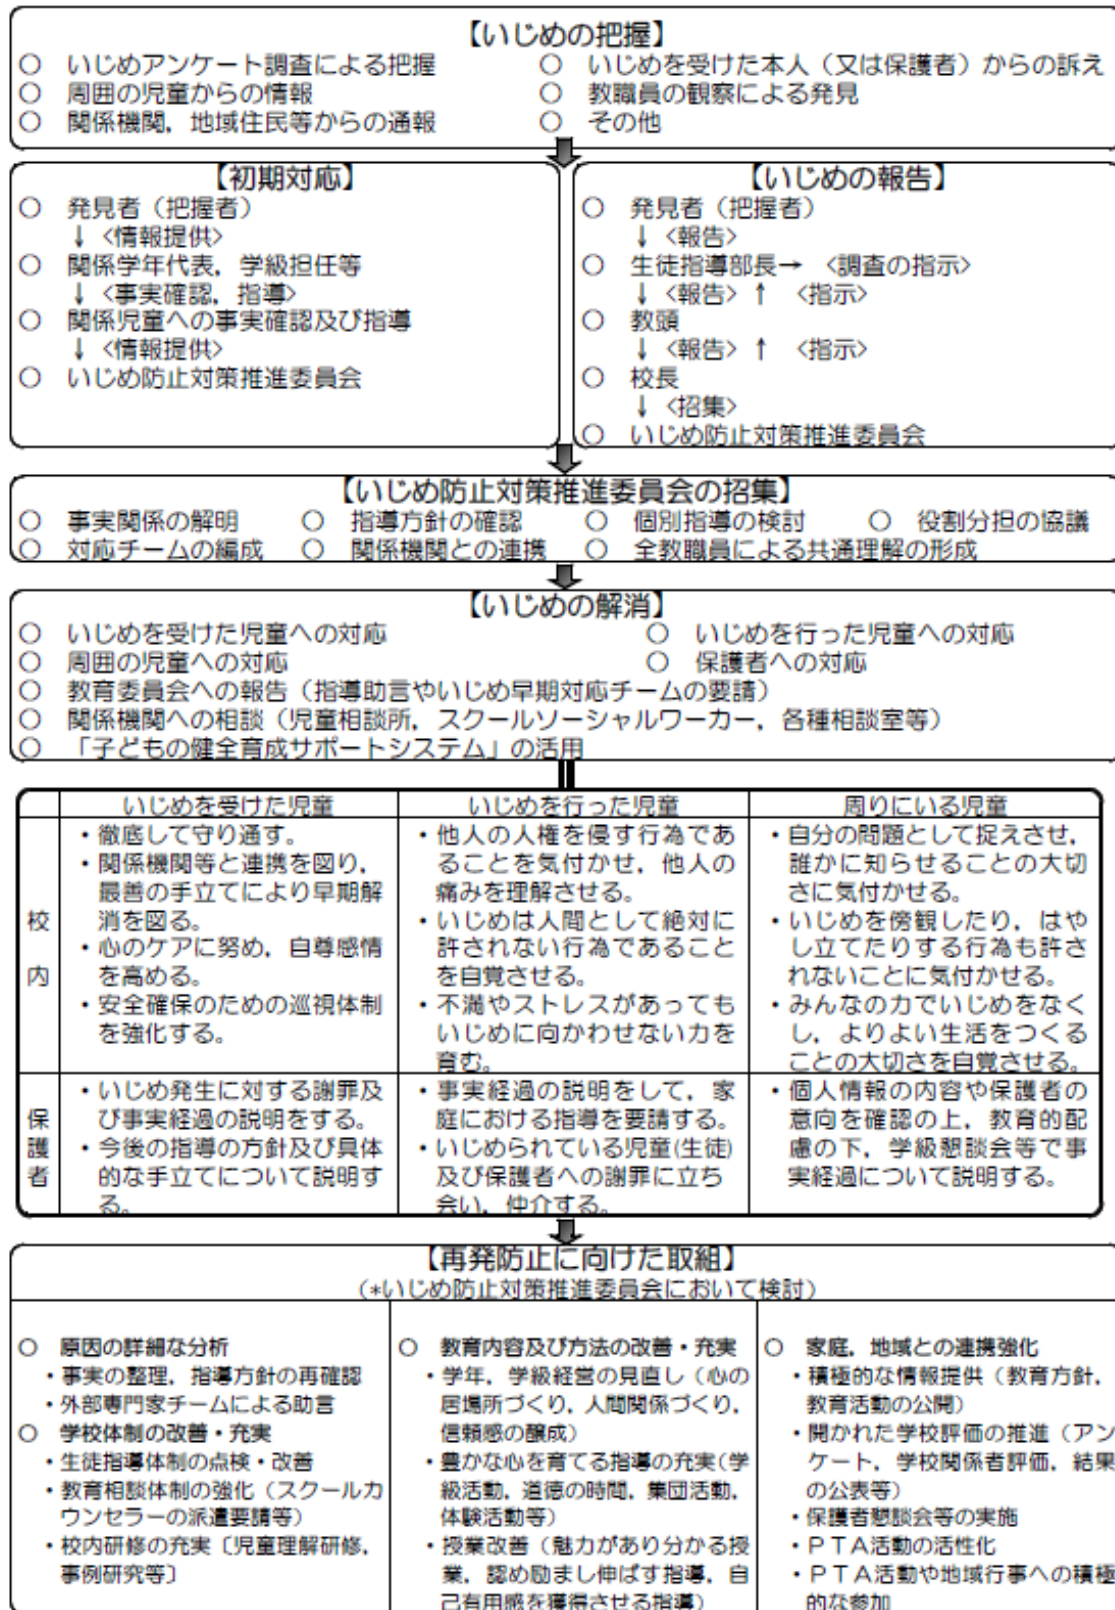 【いじめの把握】
○ いじめアンケート調査による把握 ○ いじめを受けた本人(又は保護者)からの訴え
○ 周囲の児童からの情報 ○ 教職員の観察による発見
○ 関係機関,地域住民等からの通報 ○ その他
【初期対応】
○ 発見者(把握者)
↓〈情報提供〉
○ 関係学年代表,学級担任等
↓〈事実確認,指導〉
○ 関係児童への事実確認及び指導
↓〈情報提供〉
○ いじめ防止対策推進委員会
【いじめの報告】
○ 発見者(把握者)
↓〈報告〉
○ 生徒指導部長→ 〈調査の指示〉
↓〈報告〉↑ 〈指示〉
○ 教頭
↓〈報告〉↑ 〈指示〉
○ 校長
↓〈招集〉
○ いじめ防止対策推進委員会
【いじめ防止対策推進委員会の招集】
○ 事実関係の解明 ○ 指導方針の確認 ○ 個別指導の検討 ○ 役割分担の協議
○ 対応チームの編成 ○ 関係機関との連携 ○ 全教職員による共通理解の形成
【いじめの解消】
○ いじめを受けた児童への対応 ○ いじめを行った児童への対応
○ 周囲の児童への対応 ○ 保護者への対応
○ 教育委員会への報告(指導助言やいじめ早期対応チームの要請)
○ 関係機関への相談(児童相談所,スクールソーシャルワーカー,各種相談室等)
○ 「子どもの健全育成サポートシステム」の活用
いじめを受けた児童 いじめを行った児童 周りにいる児童
校内
・徹底して守り通す。
・関係機関等と連携を図り,
最善の手立てにより早期解
消を図る。
・心のケアに努め,自尊感情
を高める。
・安全確保のための巡視体制
を強化する。
・他人の人権を侵す行為であ
ることを気付かせ,他人の
痛みを理解させる。
・いじめは人間として絶対に
許されない行為であること
を自覚させる。
・不満やストレスがあっても
いじめに向かわせない力を
育む。
・自分の問題として捉えさせ,
誰かに知らせることの大切
さに気付かせる。
・いじめを傍観したり,はや
し立てたりする行為も許さ
れないことに気付かせる。
・みんなの力でいじめをなく
し,よりよい生活をつくる
ことの大切さを自覚させる。
保護者
・いじめ発生に対する謝罪及
び事実経過の説明をする。
・今後の指導の方針及び具体
的な手立てについて説明す
る。
・事実経過の説明をして,家
庭における指導を要請する。
・いじめられている児童(生徒)
及び保護者への謝罪に立ち
会い,仲介する。
・個人情報の内容や保護者の
意向を確認の上,教育的配
慮の下,学級懇談会等で事
実経過について説明する。
【再発防止に向けた取組】
(*いじめ防止対策推進委員会において検討)
○ 原因の詳細な分析
・事実の整理,指導方針の再確認
・外部専門家チームによる助言
○ 学校体制の改善・充実
・生徒指導体制の点検・改善
・教育相談体制の強化(スクールカ
ウンセラーの派遣要請等)
・校内研修の充実〔児童理解研修,
事例研究等〕
○ 教育内容及び方法の改善・充実
・学年,学級経営の見直し(心の
居場所づくり,人間関係づくり,
信頼感の醸成)
・豊かな心を育てる指導の充実(学
級活動,道徳の時間,集団活動,
体験活動等)
・授業改善(魅力があり分かる授
業,認め励まし伸ばす指導,自
己有用感を獲得させる指導)
○ 家庭,地域との連携強化
・積極的な情報提供(教育方針,
教育活動の公開)
・開かれた学校評価の推進(アン
ケート,学校関係者評価,結果
の公表等)
・保護者懇談会等の実施
・PTA活動の活性化
・PTA活動や地域行事への積極
的な参加